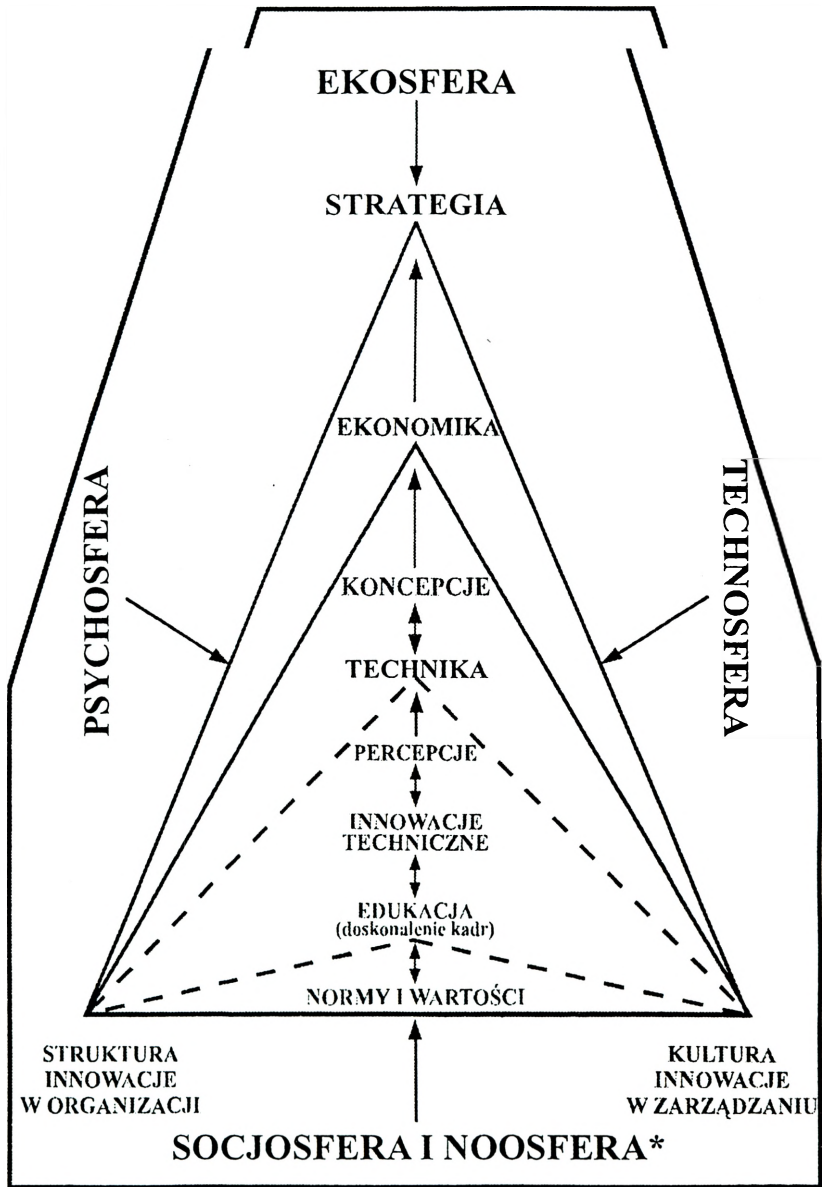 EKOSFERA
STRATEGIA
EKONOMIKA
PSYCHOSFERA
TECHNOSFERA
KONCEPCJE
TECHNIKA
PERCEPCJE
INNOWACJE
TECHNICZNE
EDUKACJA
(doskonalenie kadr)
NORMY I WARTOŚCI
STRUKTURA
INNOWACJE
W ORGANIZACJI
KULTURA
INNOWACJE
W ZARZĄDZANIU
SOCJOSFERA I NOOSFERA*